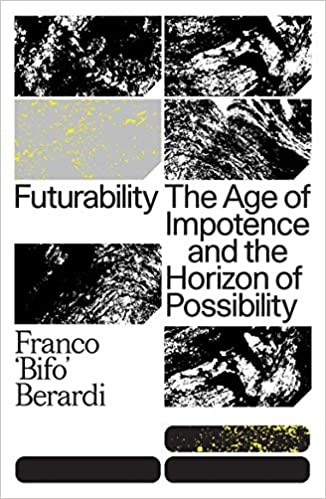 Futurability
The Age of
Impotence
and the
Horizon of
Possibility
Franco
‘Bifo’
Berardi